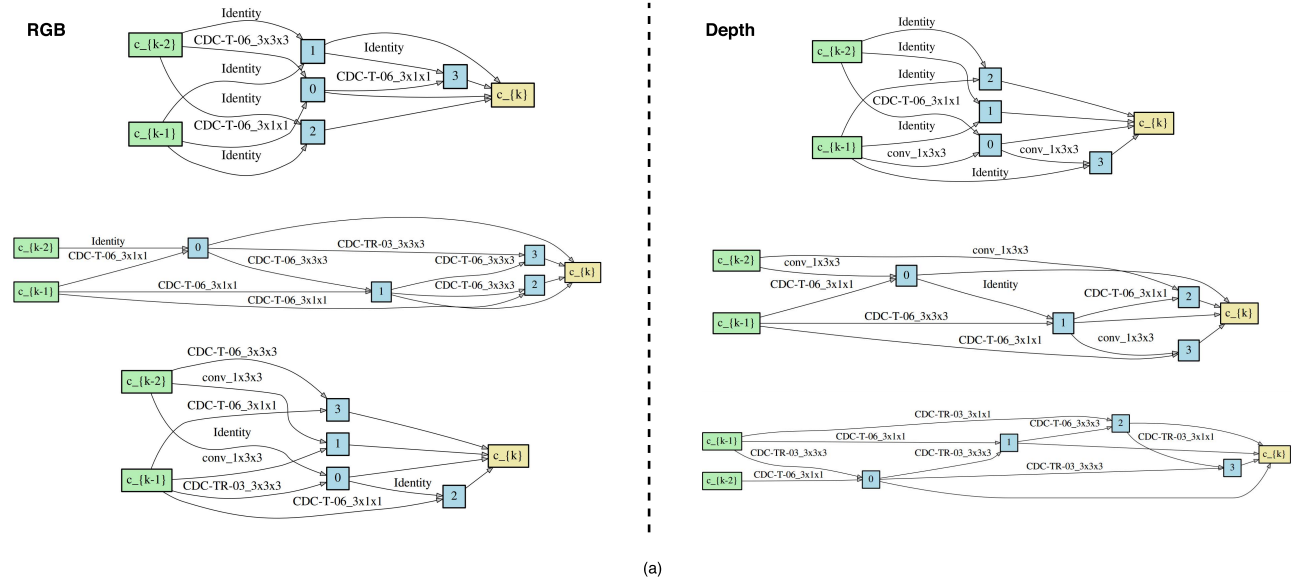 RGB
Identity
c_{k-2}
CDC-T-06_3x3x3
1
Identity
Identity
CDC-T-06_3x1x1
3
0
c_{k}
Identity
c_{k-1}
CDC-T-06_3x1x1
2
Identity
Identity
c_{k-2}
CDC-T-06_3x1x1
0
CDC-TR-03_3x3x3
CDC-T-06_3x3x3
CDC-T-06_3x3x3
3
c_{k}
c_{k-1}
CDC-T-06_3x1x1
CDC-T-06_3x1x1
1
CDC-T-06_3x3x3
2
CDC-T-06_3x3x3
c_{k-2}
conv_1x3x3
CDC-T-06_3x1x1
3
Identity
1
c_{k}
conv_1x3x3
c_{k-1}
CDC-TR-03_3x3x3
0
Identity
CDC-T-06_3x1x1
2
Depth
Identity
c_{k-2}
Identity
Identity
2
CDC-T-06_3x1x1
1
c_{k}
Identity
c_{k-1}
conv_1x3x3
0
conv_1x3x3
3
Identity
conv_1x3x3
c_{k-2}
conv_1x3x3
0
CDC-T-06_3x1x1
Identity
CDC-T-06_3x1x1
2
c_{k}
c_{k-1}
CDC-T-06_3x3x3
1
CDC-T-06_3x1x1
conv_1x3x3
3
CDC-TR-03_3x1x1
CDC-T-06_3x3x3
2
c_{k-1}
CDC-T-06_3x1x1
1
CDC-TR-03_3x1x1
CDC-TR-03_3x3x3
CDC-TR-03_3x3x3
c_{k}
c_{k-2}
CDC-T-06_3x1x1
0
CDC-TR-03_3x3x3
3
(a)